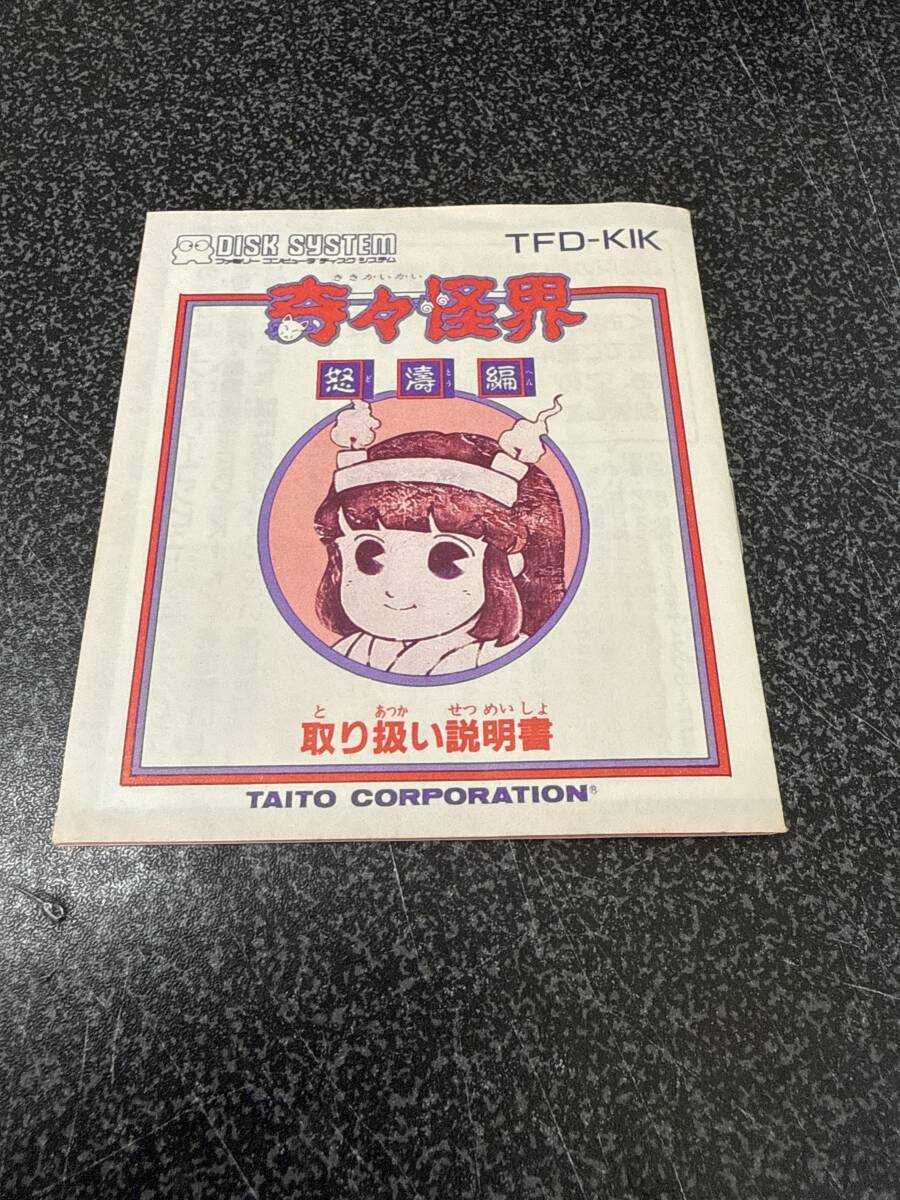 DISK SYSTEM
TFD-KIK
ファミリー コンピュータ ディスク システム
ききかいかい
奇々怪界
怒濤編
ど とう へん
と あつか せつ めい しょ
取り扱い説明書
TAITO CORPORATION®